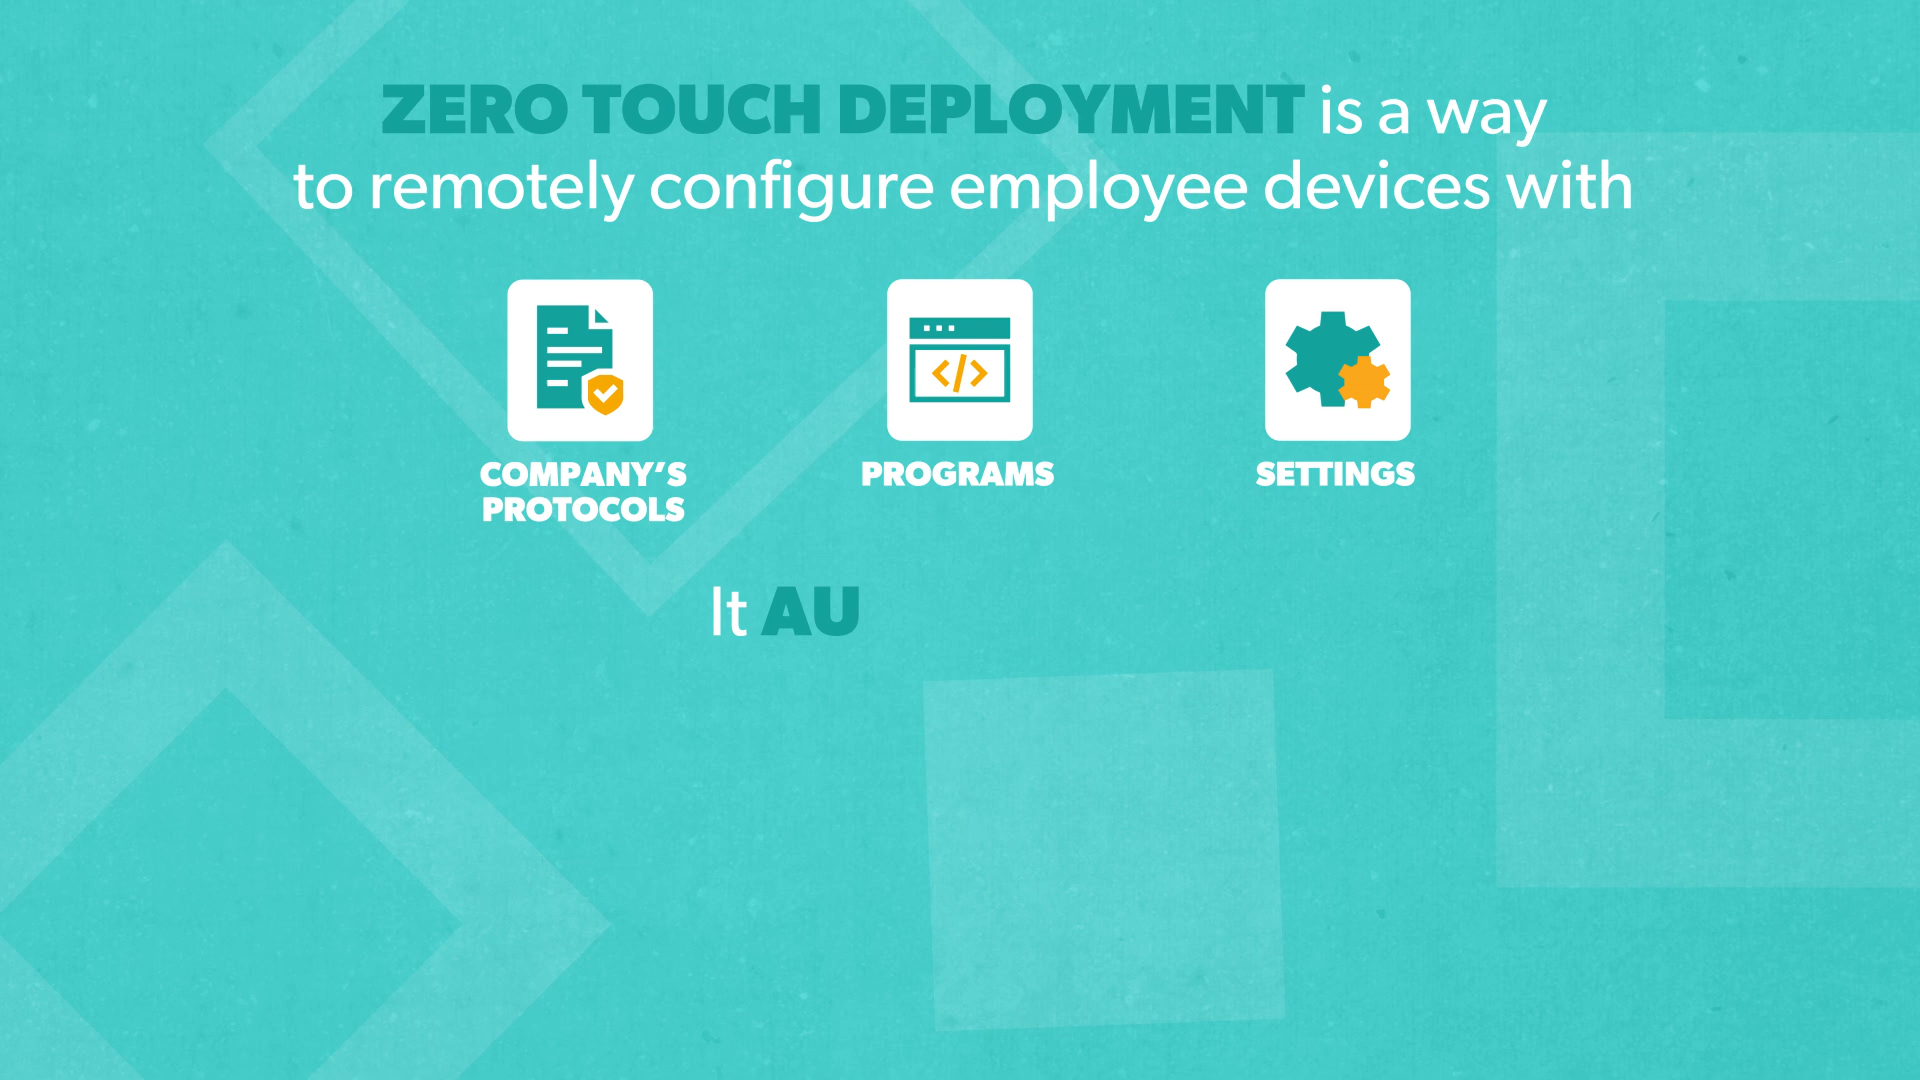 ZERO TOUCH DEPLOYMENT is a way
to remotely configure employee devices with
COMPANY’S
PROTOCOLS
PROGRAMS
SETTINGS
It AU